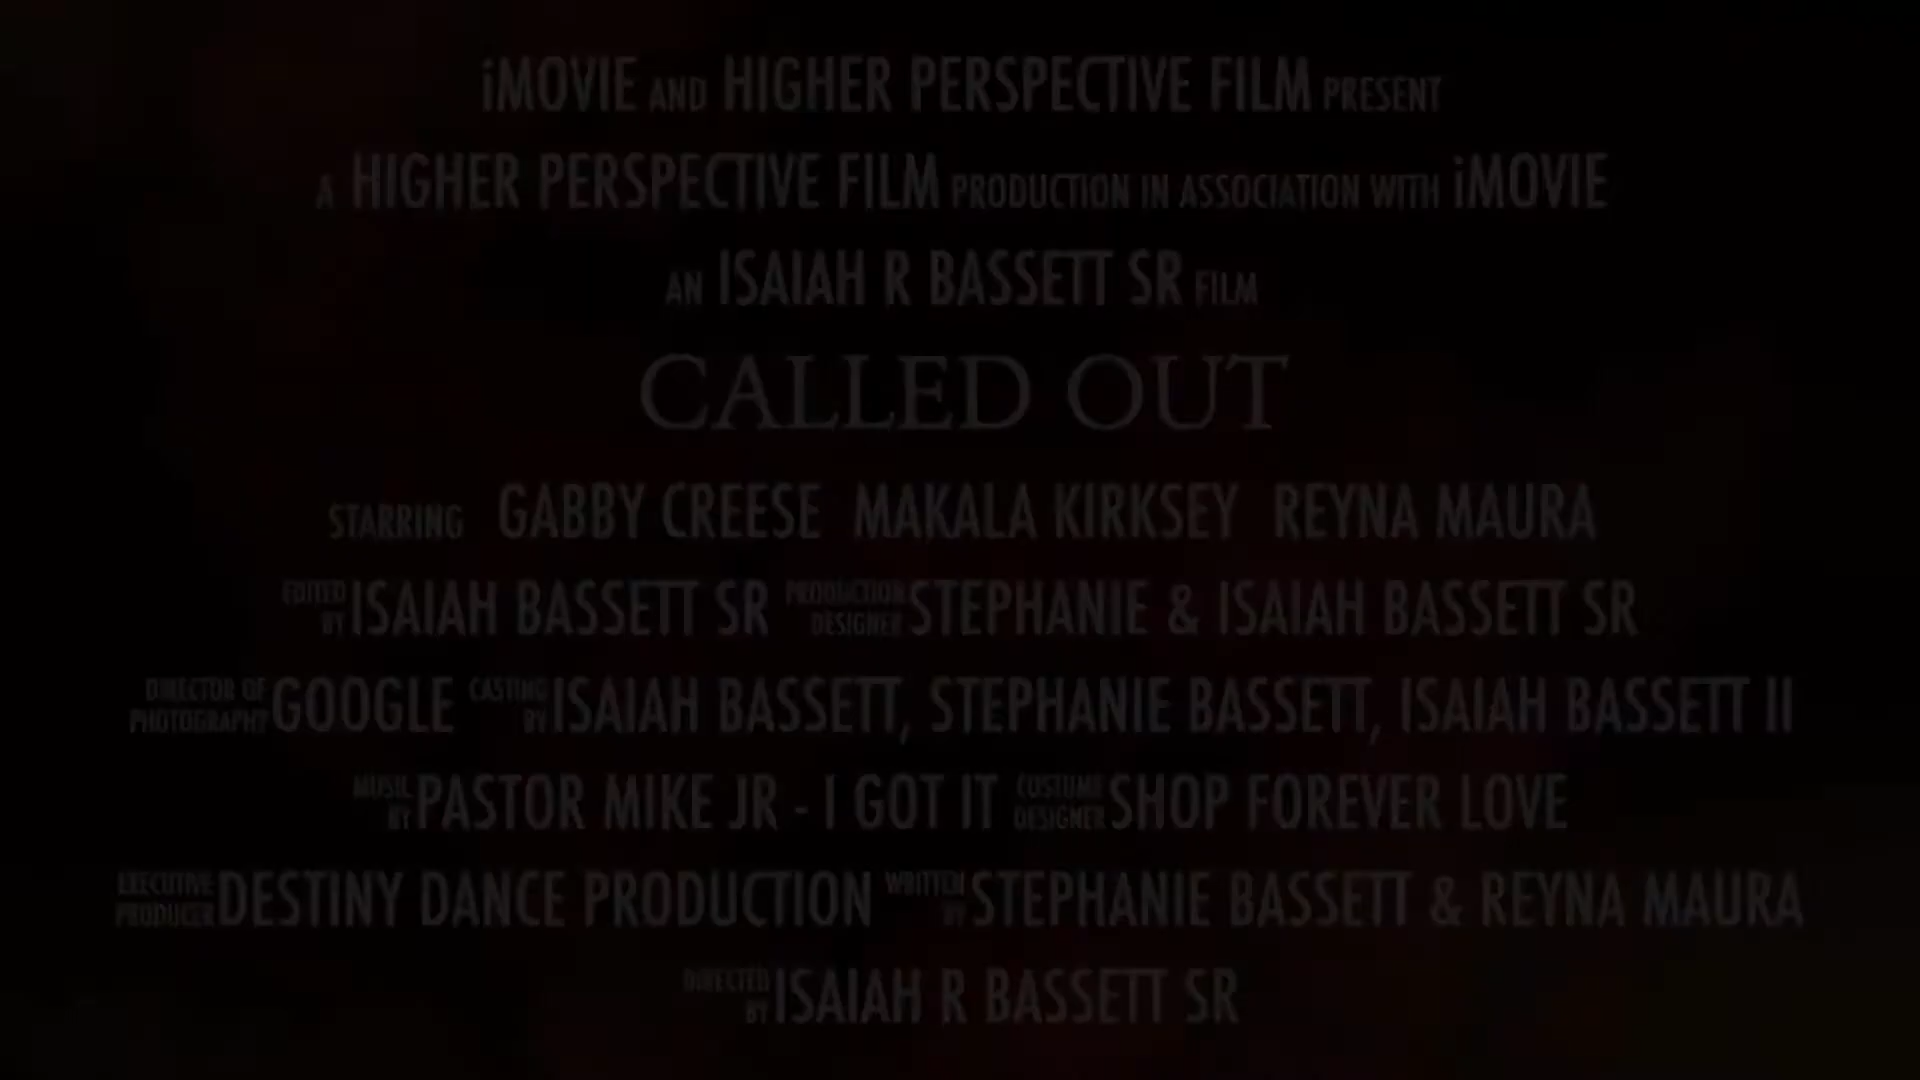 iMOVIE AND HIGHER PERSPECTIVE FILM PRESENT
A HIGHER PERSPECTIVE FILM PRODUCTION IN ASSOCIATION WITH iMOVIE
AN ISAIAH R BASSETT SR FILM
CALLED OUT
STARRING GABBY CREESE MAKALA KIRKSEY REYNA MAURA
EDITED BY ISAIAH BASSETT SR PRODUCTION DESIGNER STEPHANIE & ISAIAH BASSETT SR
DIRECTOR OF PHOTOGRAPHY GOOGLE CASTING BY ISAIAH BASSETT, STEPHANIE BASSETT, ISAIAH BASSETT II
MUSIC BY PASTOR MIKE JR - I GOT IT COSTUME DESIGNER SHOP FOREVER LOVE
EXECUTIVE PRODUCER DESTINY DANCE PRODUCTION WRITTEN BY STEPHANIE BASSETT & REYNA MAURA
DIRECTED BY ISAIAH R BASSETT SR